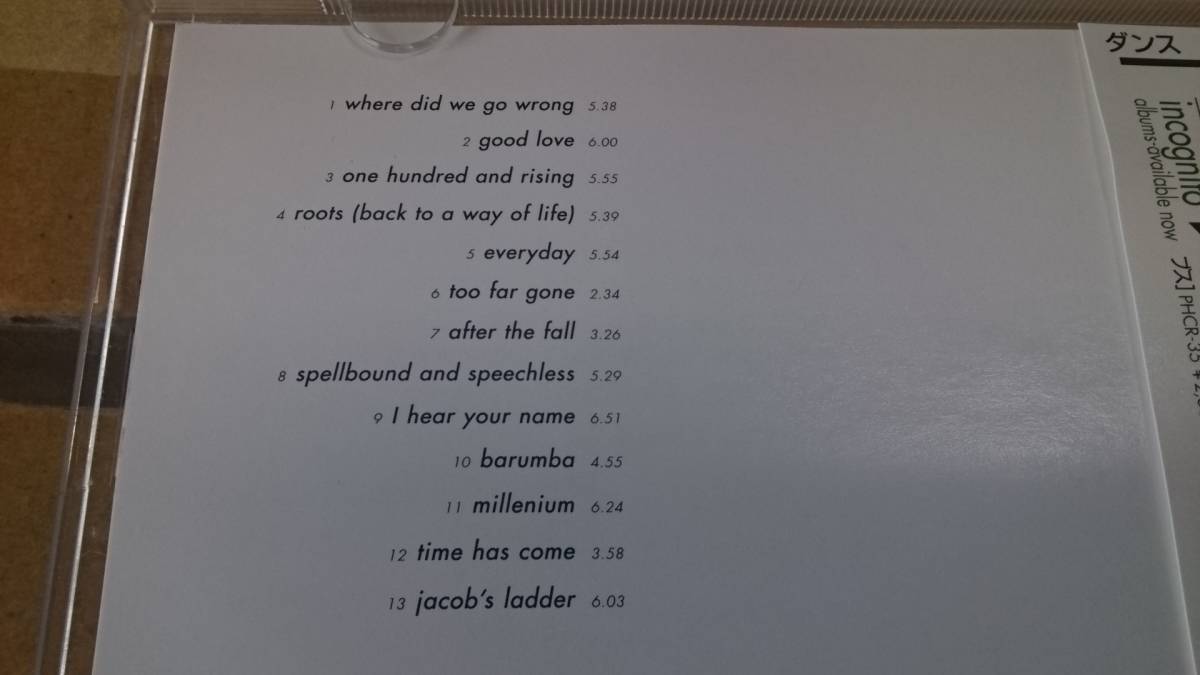 1 where did we go wrong 5.38
2 good love 6.00
3 one hundred and rising 5.55
4 roots (back to a way of life) 5.39
5 everyday 5.54
6 too far gone 2.34
7 after the fall 3.26
8 spellbound and speechless 5.29
9 I hear your name 6.51
10 barumba 4.55
11 millenium 6.24
12 time has come 3.58
13 jacob's ladder 6.03
ダンス
incognito
albums-available now